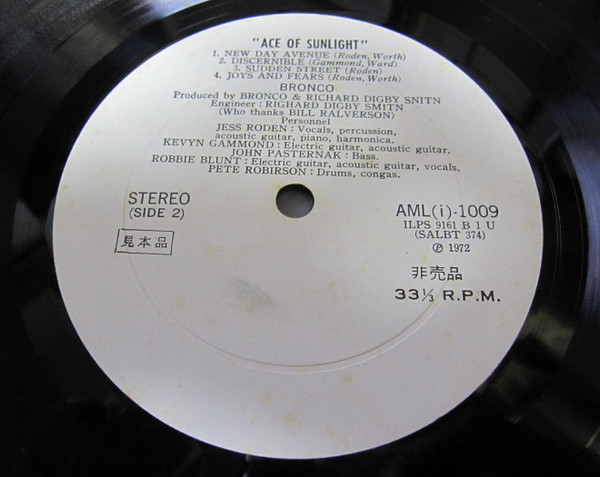 "ACE OF SUNLIGHT"
1. NEW DAY AVENUE (Roden, Worth)
2. DISCERNIBLE (Gammond, Ward)
3. SUDDEN STREET (Roden)
4. JOYS AND FEARS (Roden, Worth)
BRONCO
Produced by BRONCO & RICHARD DIGBY SNITN
Engineer : RIGHARD DIGBY SMITN
(Who thanks BILL RALVERSON)
Personnel
JESS RODEN : Vocals, percussion,
acoustic guitar, piano, harmonica.
KEVYN GAMMOND : Electric guitar, acoustic guitar.
JOHN PASTERNAK : Bass.
ROBBIE BLUNT : Electric guitar, acoustic guitar, vocals.
PETE ROBIRSON : Drums, congas.
STEREO
(SIDE 2)
見本品
AML(i)-1009
ILPS 9161 B 1 U
(SALBT 374)
Ⓟ 1972
非売品
33⅓ R.P.M.